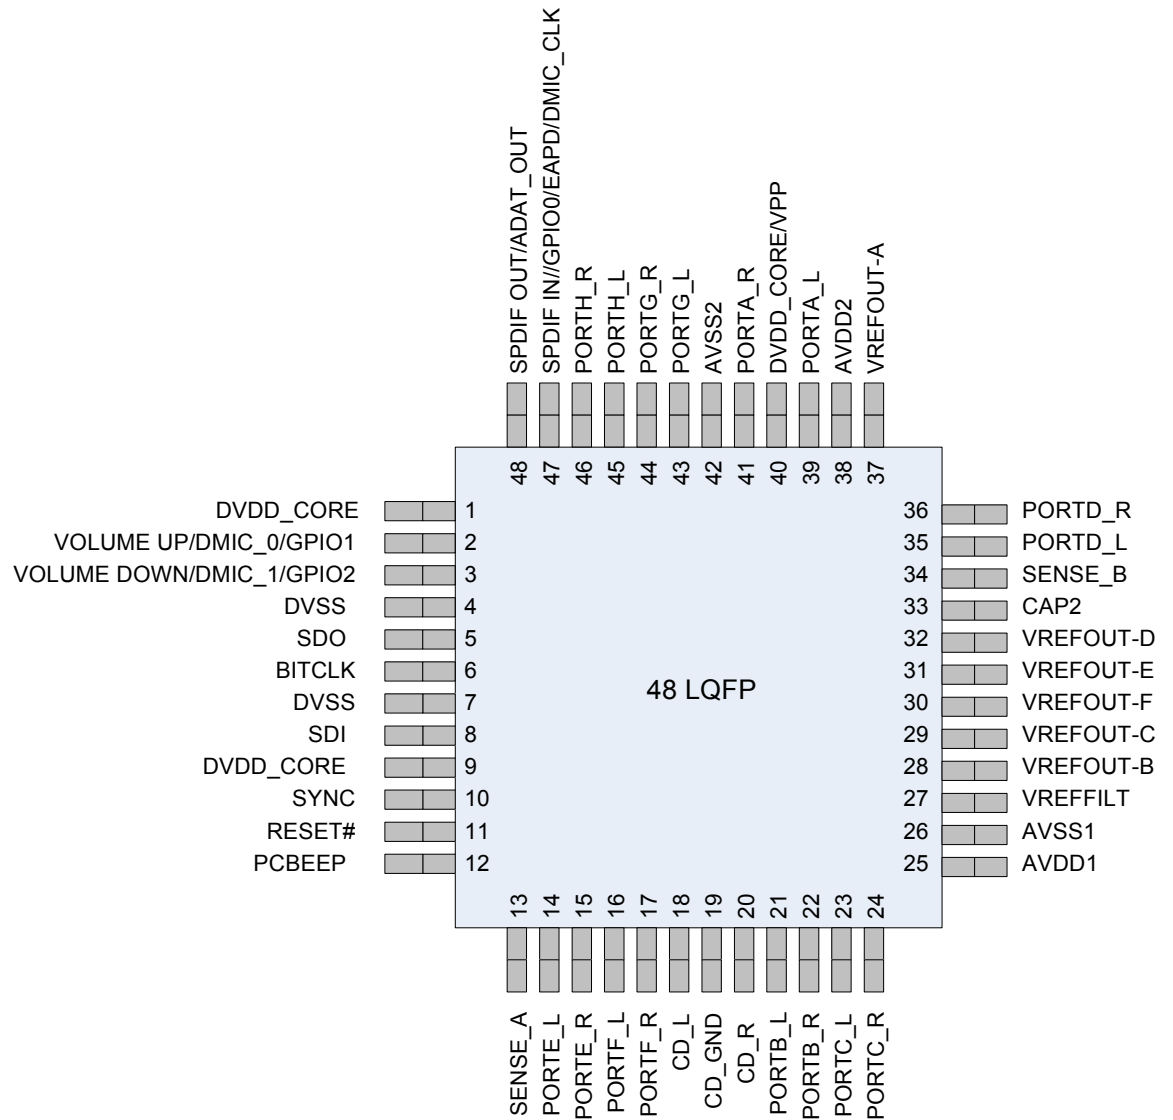 SPDIF OUT/ADAT_OUT
SPDIF IN//GPIO0/EAPD/DMIC_CLK
PORTH_R
PORTH_L
PORTG_R
PORTG_L
AVSS2
PORTA_R
DVDD_CORE/VPP
PORTA_L
AVDD2
VREFOUT-A
48
47
46
45
44
43
42
41
40
39
38
37
DVDD_CORE 1
VOLUME UP/DMIC_0/GPIO1 2
VOLUME DOWN/DMIC_1/GPIO2 3
DVSS 4
SDO 5
BITCLK 6
DVSS 7
SDI 8
DVDD_CORE 9
SYNC 10
RESET# 11
PCBEEP 12
48 LQFP
36 PORTD_R
35 PORTD_L
34 SENSE_B
33 CAP2
32 VREFOUT-D
31 VREFOUT-E
30 VREFOUT-F
29 VREFOUT-C
28 VREFOUT-B
27 VREFFILT
26 AVSS1
25 AVDD1
13
14
15
16
17
18
19
20
21
22
23
24
SENSE_A
PORTE_L
PORTE_R
PORTF_L
PORTF_R
CD_L
CD_GND
CD_R
PORTB_L
PORTB_R
PORTC_L
PORTC_R